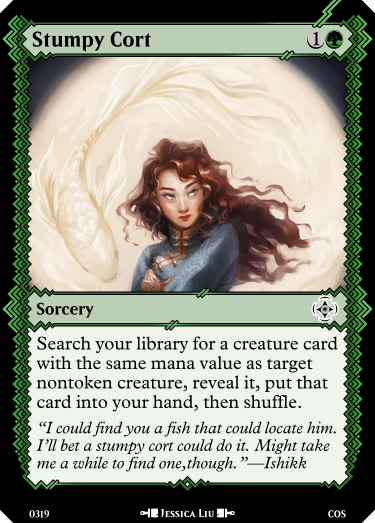 Stumpy Cort 1
Sorcery
Search your library for a creature card
with the same mana value as target
nontoken creature, reveal it, put that
card into your hand, then shuffle.
“I could find you a fish that could locate him.
I'll bet a stumpy cort could do it. Might take
me a while to find one,though.”—Ishikk
0319 Jessica Liu COS